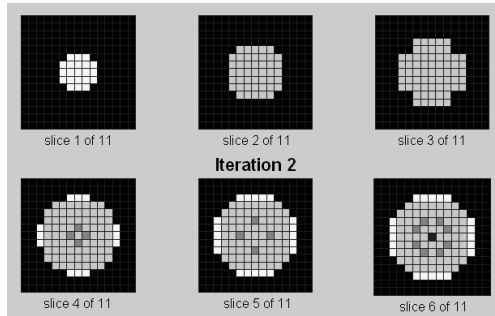 slice 1 of 11
slice 2 of 11
slice 3 of 11
Iteration 2
slice 4 of 11
slice 5 of 11
slice 6 of 11